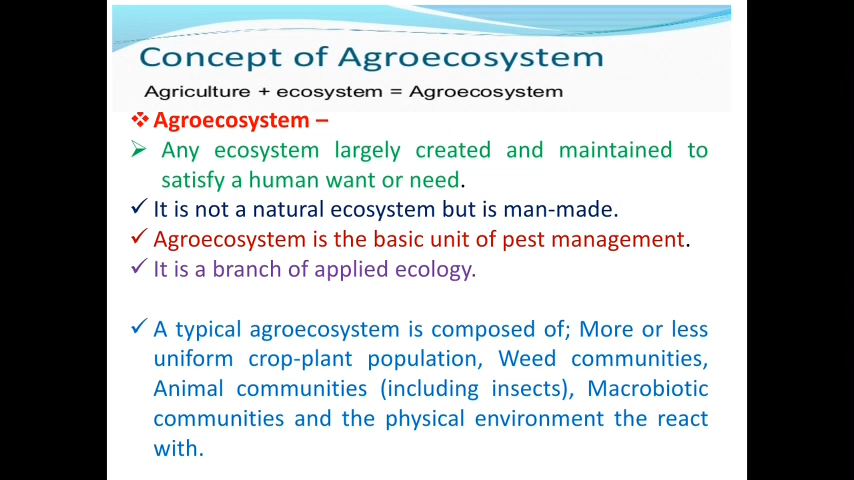 Concept of Agroecosystem
Agriculture + ecosystem = Agroecosystem
❖Agroecosystem –
➢ Any ecosystem largely created and maintained to
satisfy a human want or need.
✓It is not a natural ecosystem but is man-made.
✓Agroecosystem is the basic unit of pest management.
✓It is a branch of applied ecology.
✓A typical agroecosystem is composed of; More or less
uniform crop-plant population, Weed communities,
Animal communities (including insects), Macrobiotic
communities and the physical environment the react
with.